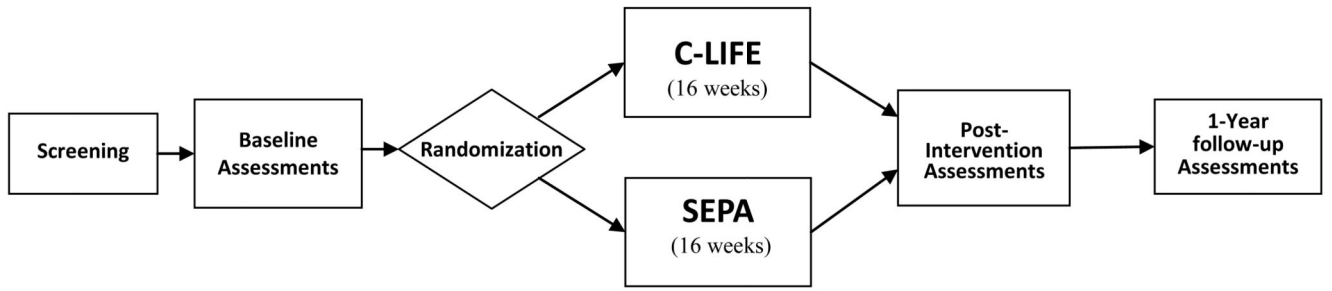 Screening
Baseline
Assessments
Randomization
C-LIFE
(16 weeks)
SEPA
(16 weeks)
Post-
Intervention
Assessments
1-Year
follow-up
Assessments